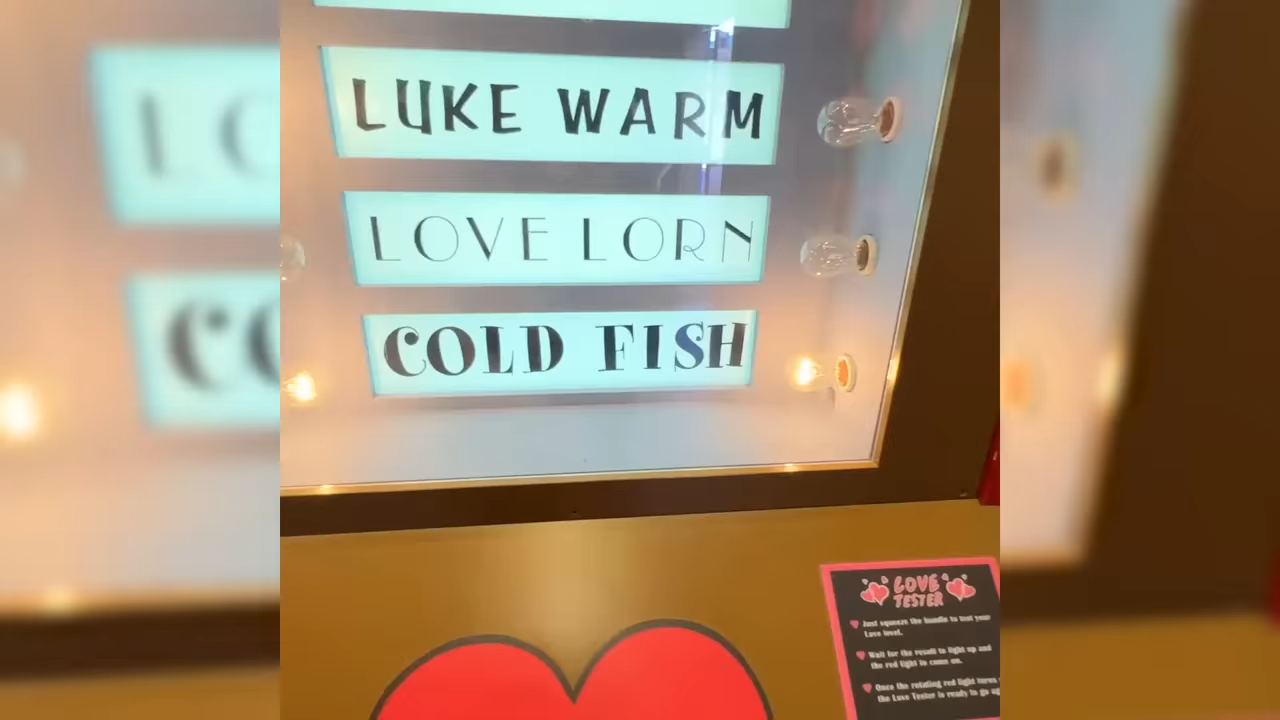 LUKE WARM
LOVE LORN
COLD FISH
LOVE
TESTER
Just squeeze the handle to test your
Love level.
Wait for the result to light up and
the red light to come on.
Once the rotating red light turns
the Love Tester is ready to go